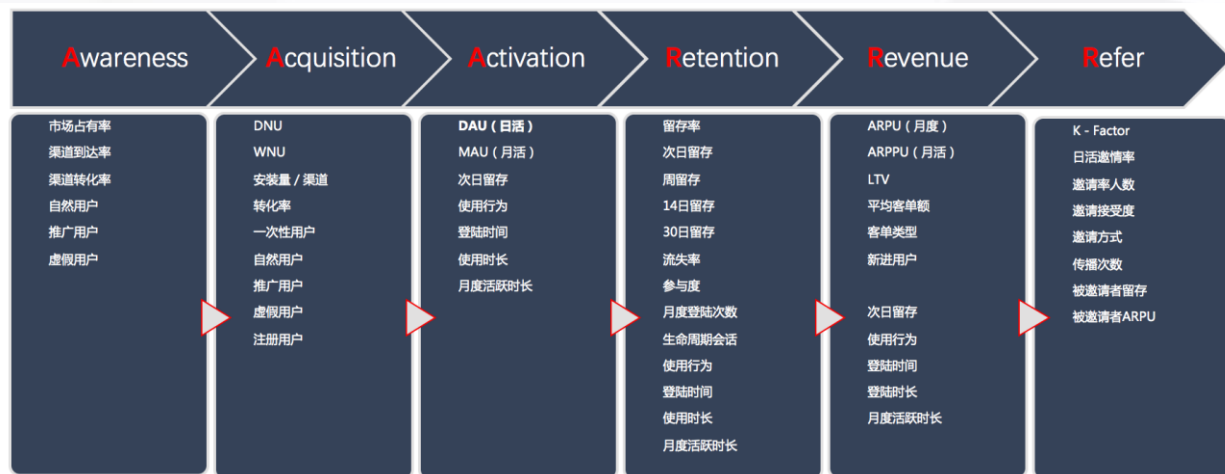 Awareness
Acquisition
Activation
Retention
Revenue
Refer
市场占有率
渠道到达率
渠道转化率
自然用户
推广用户
虚假用户
DNU
WNU
安装量 / 渠道
转化率
一次性用户
自然用户
推广用户
虚假用户
注册用户
DAU ( 日活 )
MAU ( 月活 )
次日留存
使用行为
登陆时间
使用时长
月度活跃时长
留存率
次日留存
周留存
14日留存
30日留存
流失率
参与度
月度登陆次数
生命周期会话
使用行为
登陆时间
使用时长
月度活跃时长
ARPU ( 月度 )
ARPPU ( 月活 )
LTV
平均客单额
客单类型
新进用户
次日留存
使用行为
登陆时间
登陆时长
月度活跃时长
K - Factor
日活邀情率
邀请率人数
邀请接受度
邀请方式
传播次数
被邀请者留存
被邀请者ARPU